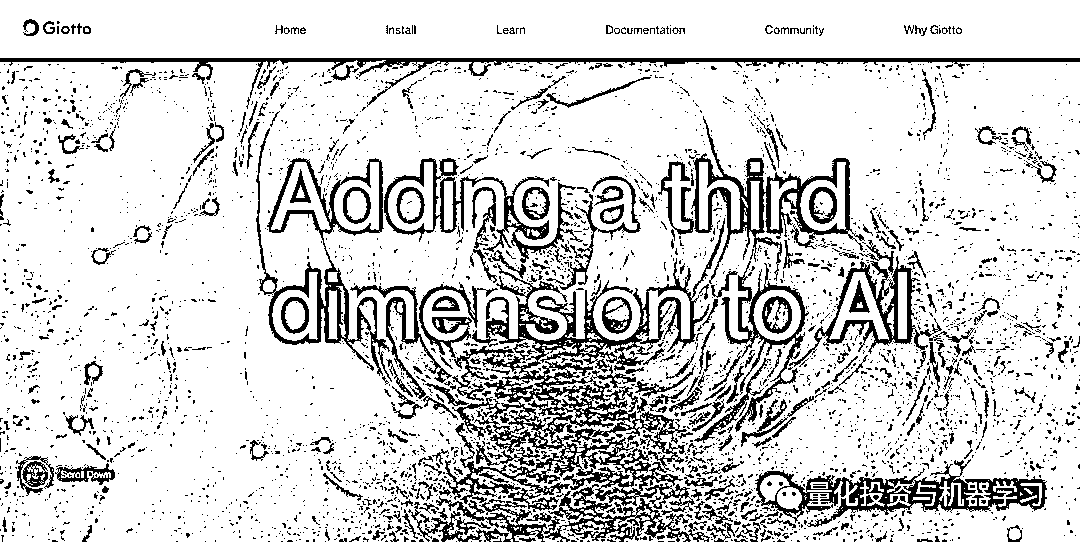 Giotto
Home
Install
Learn
Documentation
Community
Why Giotto
Adding a third
dimension to AI
Scroll Down
量化投资与机器学习